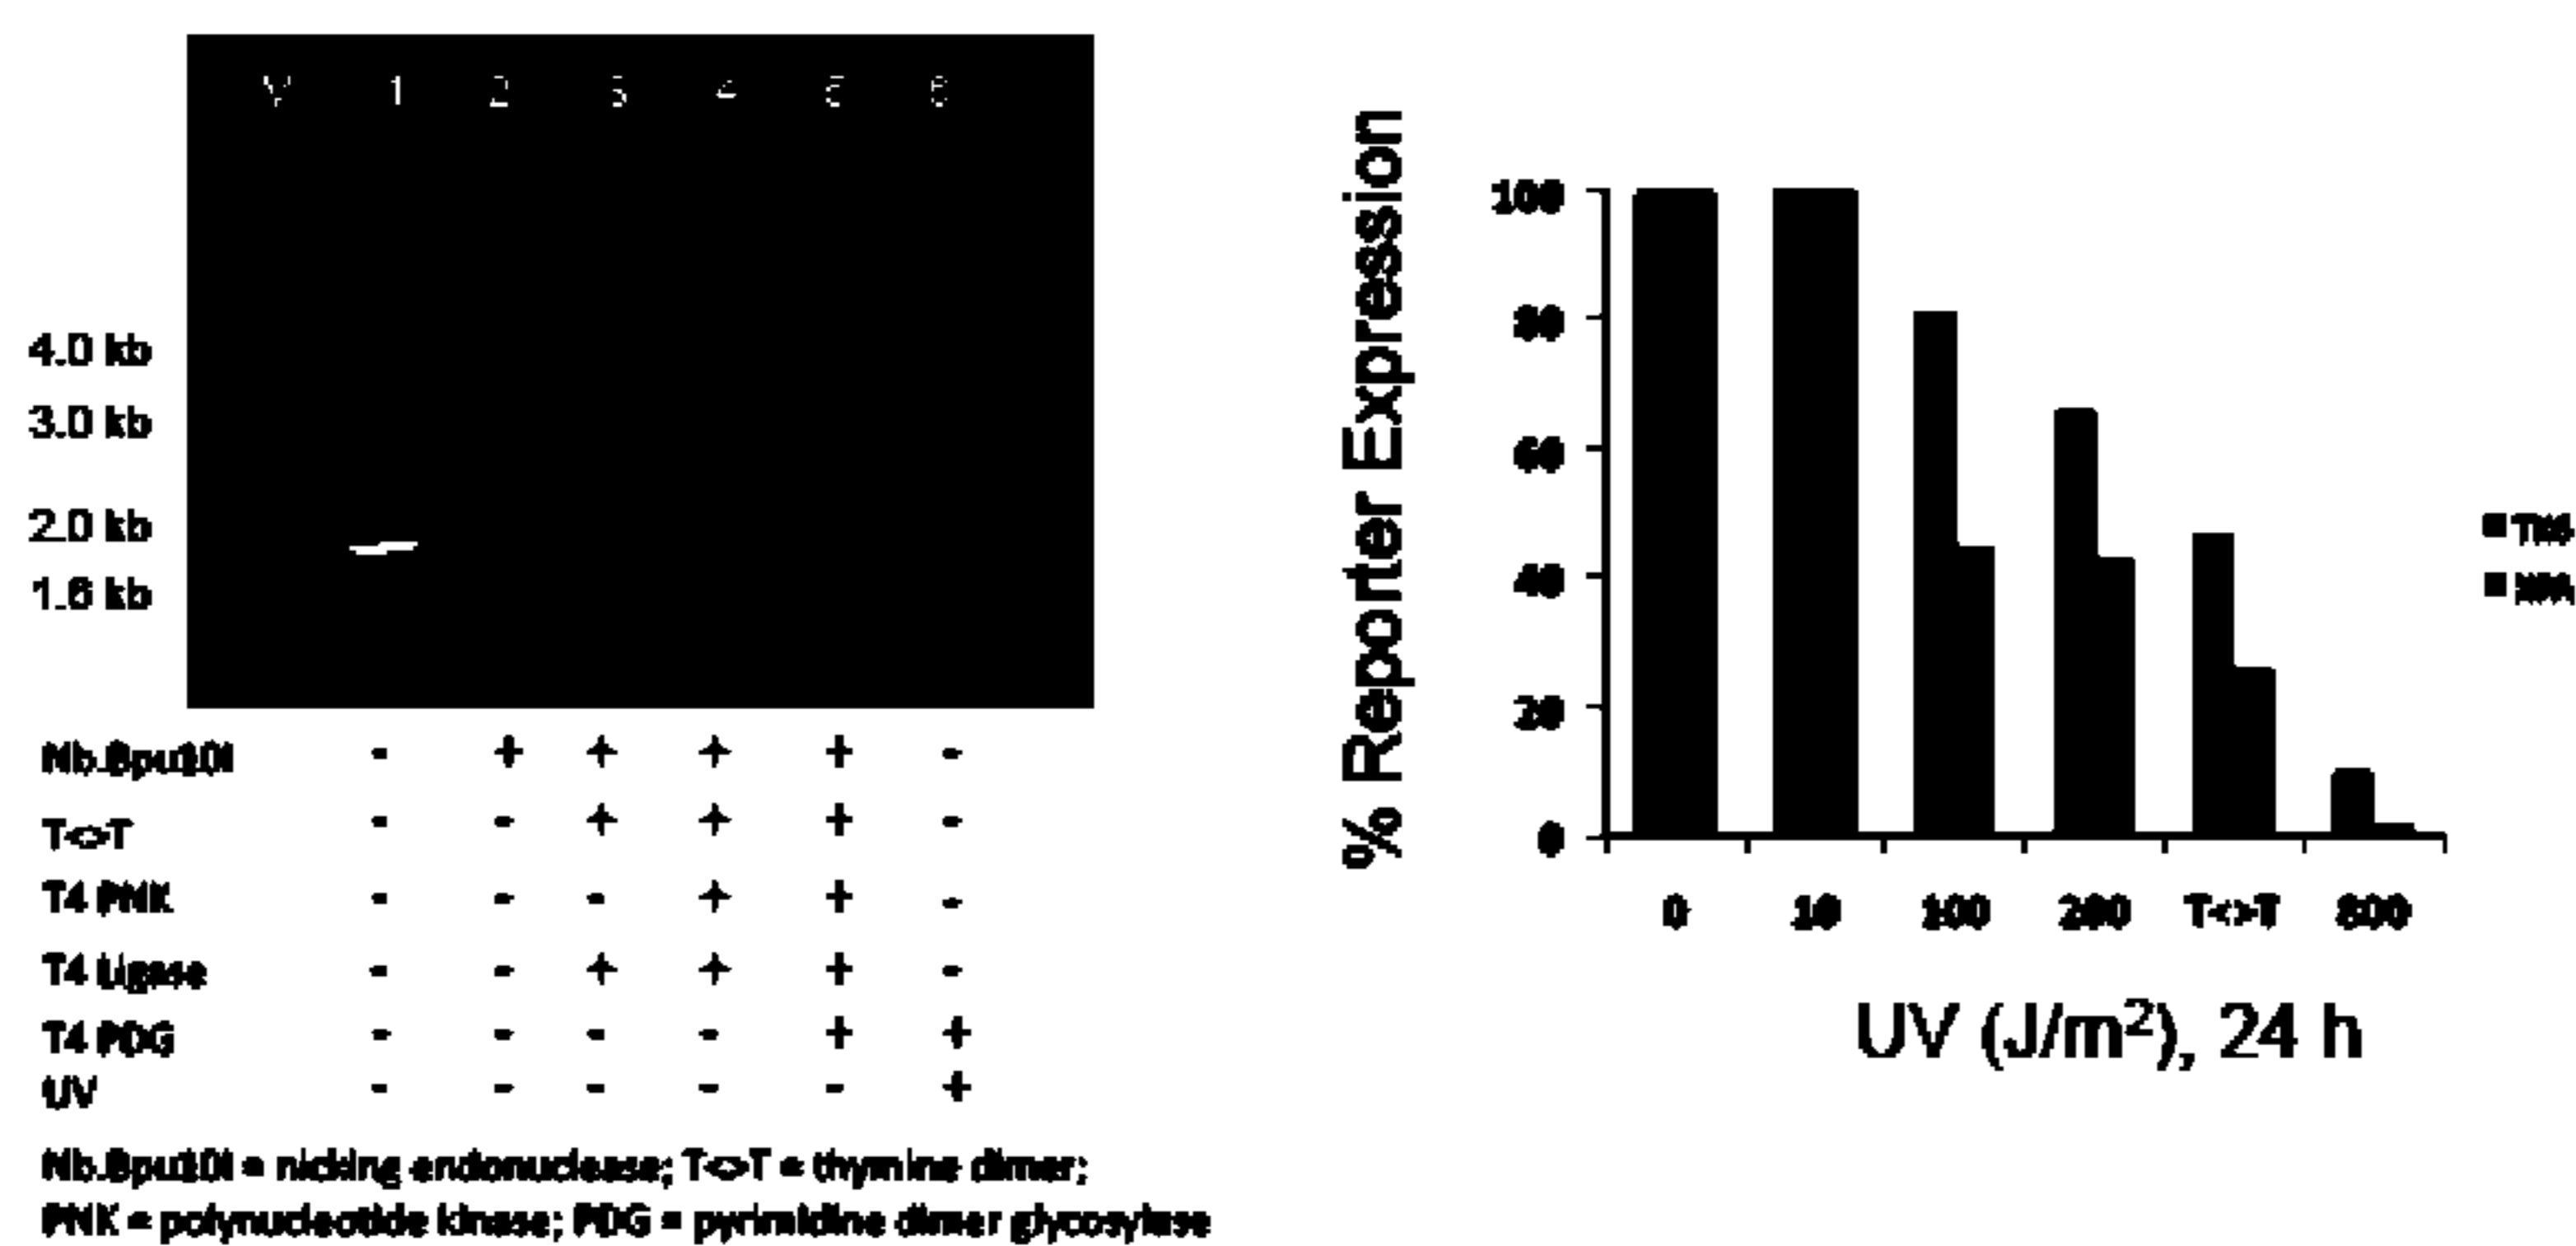 1 2 3 4 5 6
4.0 kb
3.0 kb
2.0 kb
1.6 kb
Nb.Bpu10I - + + + + -
T<>T - - + + + -
T4 PNK - - - + + -
T4 Ligase - - + + + -
T4 PDG - - - - + +
UV - - - - - +
Nb.Bpu10I = nicking endonuclease; T<>T = thymine dimer;
PNK = polynucleotide kinase; PDG = pyrimidine dimer glycosylase
% Reporter Expression
100
80
60
40
20
0
0 10 100 200 T<>T 800
UV (J/m²), 24 h